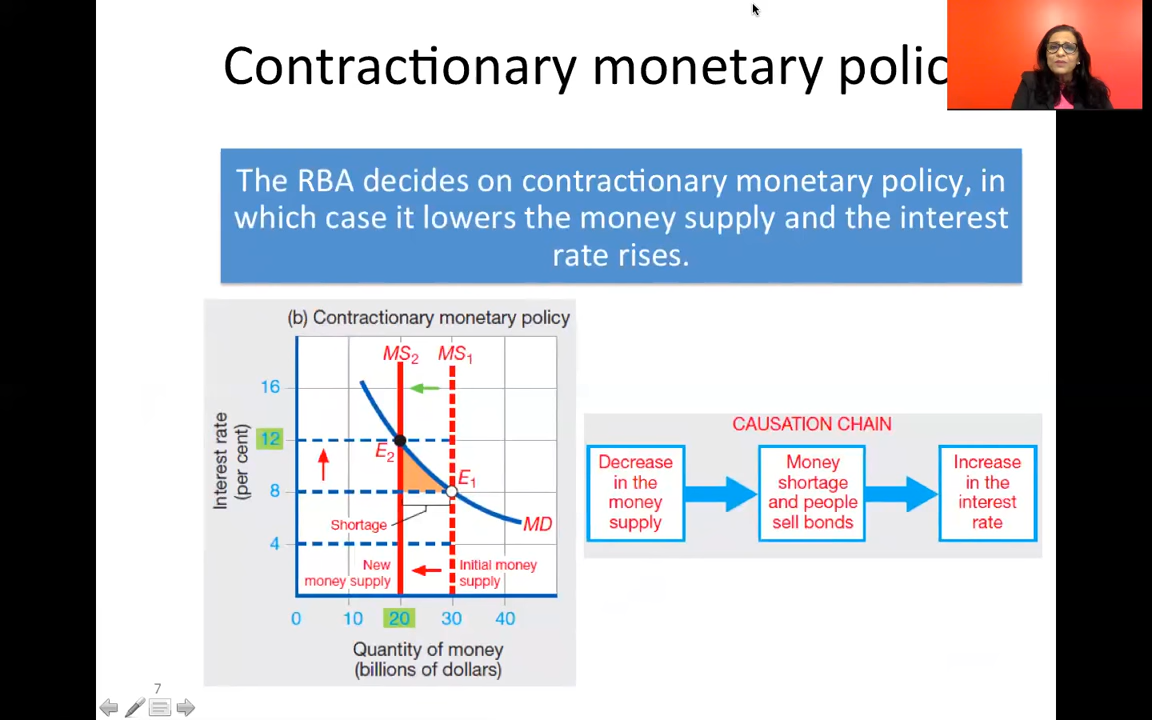 Contractionary monetary polic
The RBA decides on contractionary monetary policy, in
which case it lowers the money supply and the interest
rate rises.
(b) Contractionary monetary policy
MS2 MS1
16
12
8
4
Interest rate
(per cent)
E2
E1
Shortage
MD
New
money supply
Initial money
supply
0 10 20 30 40
Quantity of money
(billions of dollars)
CAUSATION CHAIN
Decrease
in the
money
supply
Money
shortage
and people
sell bonds
Increase
in the
interest
rate
7